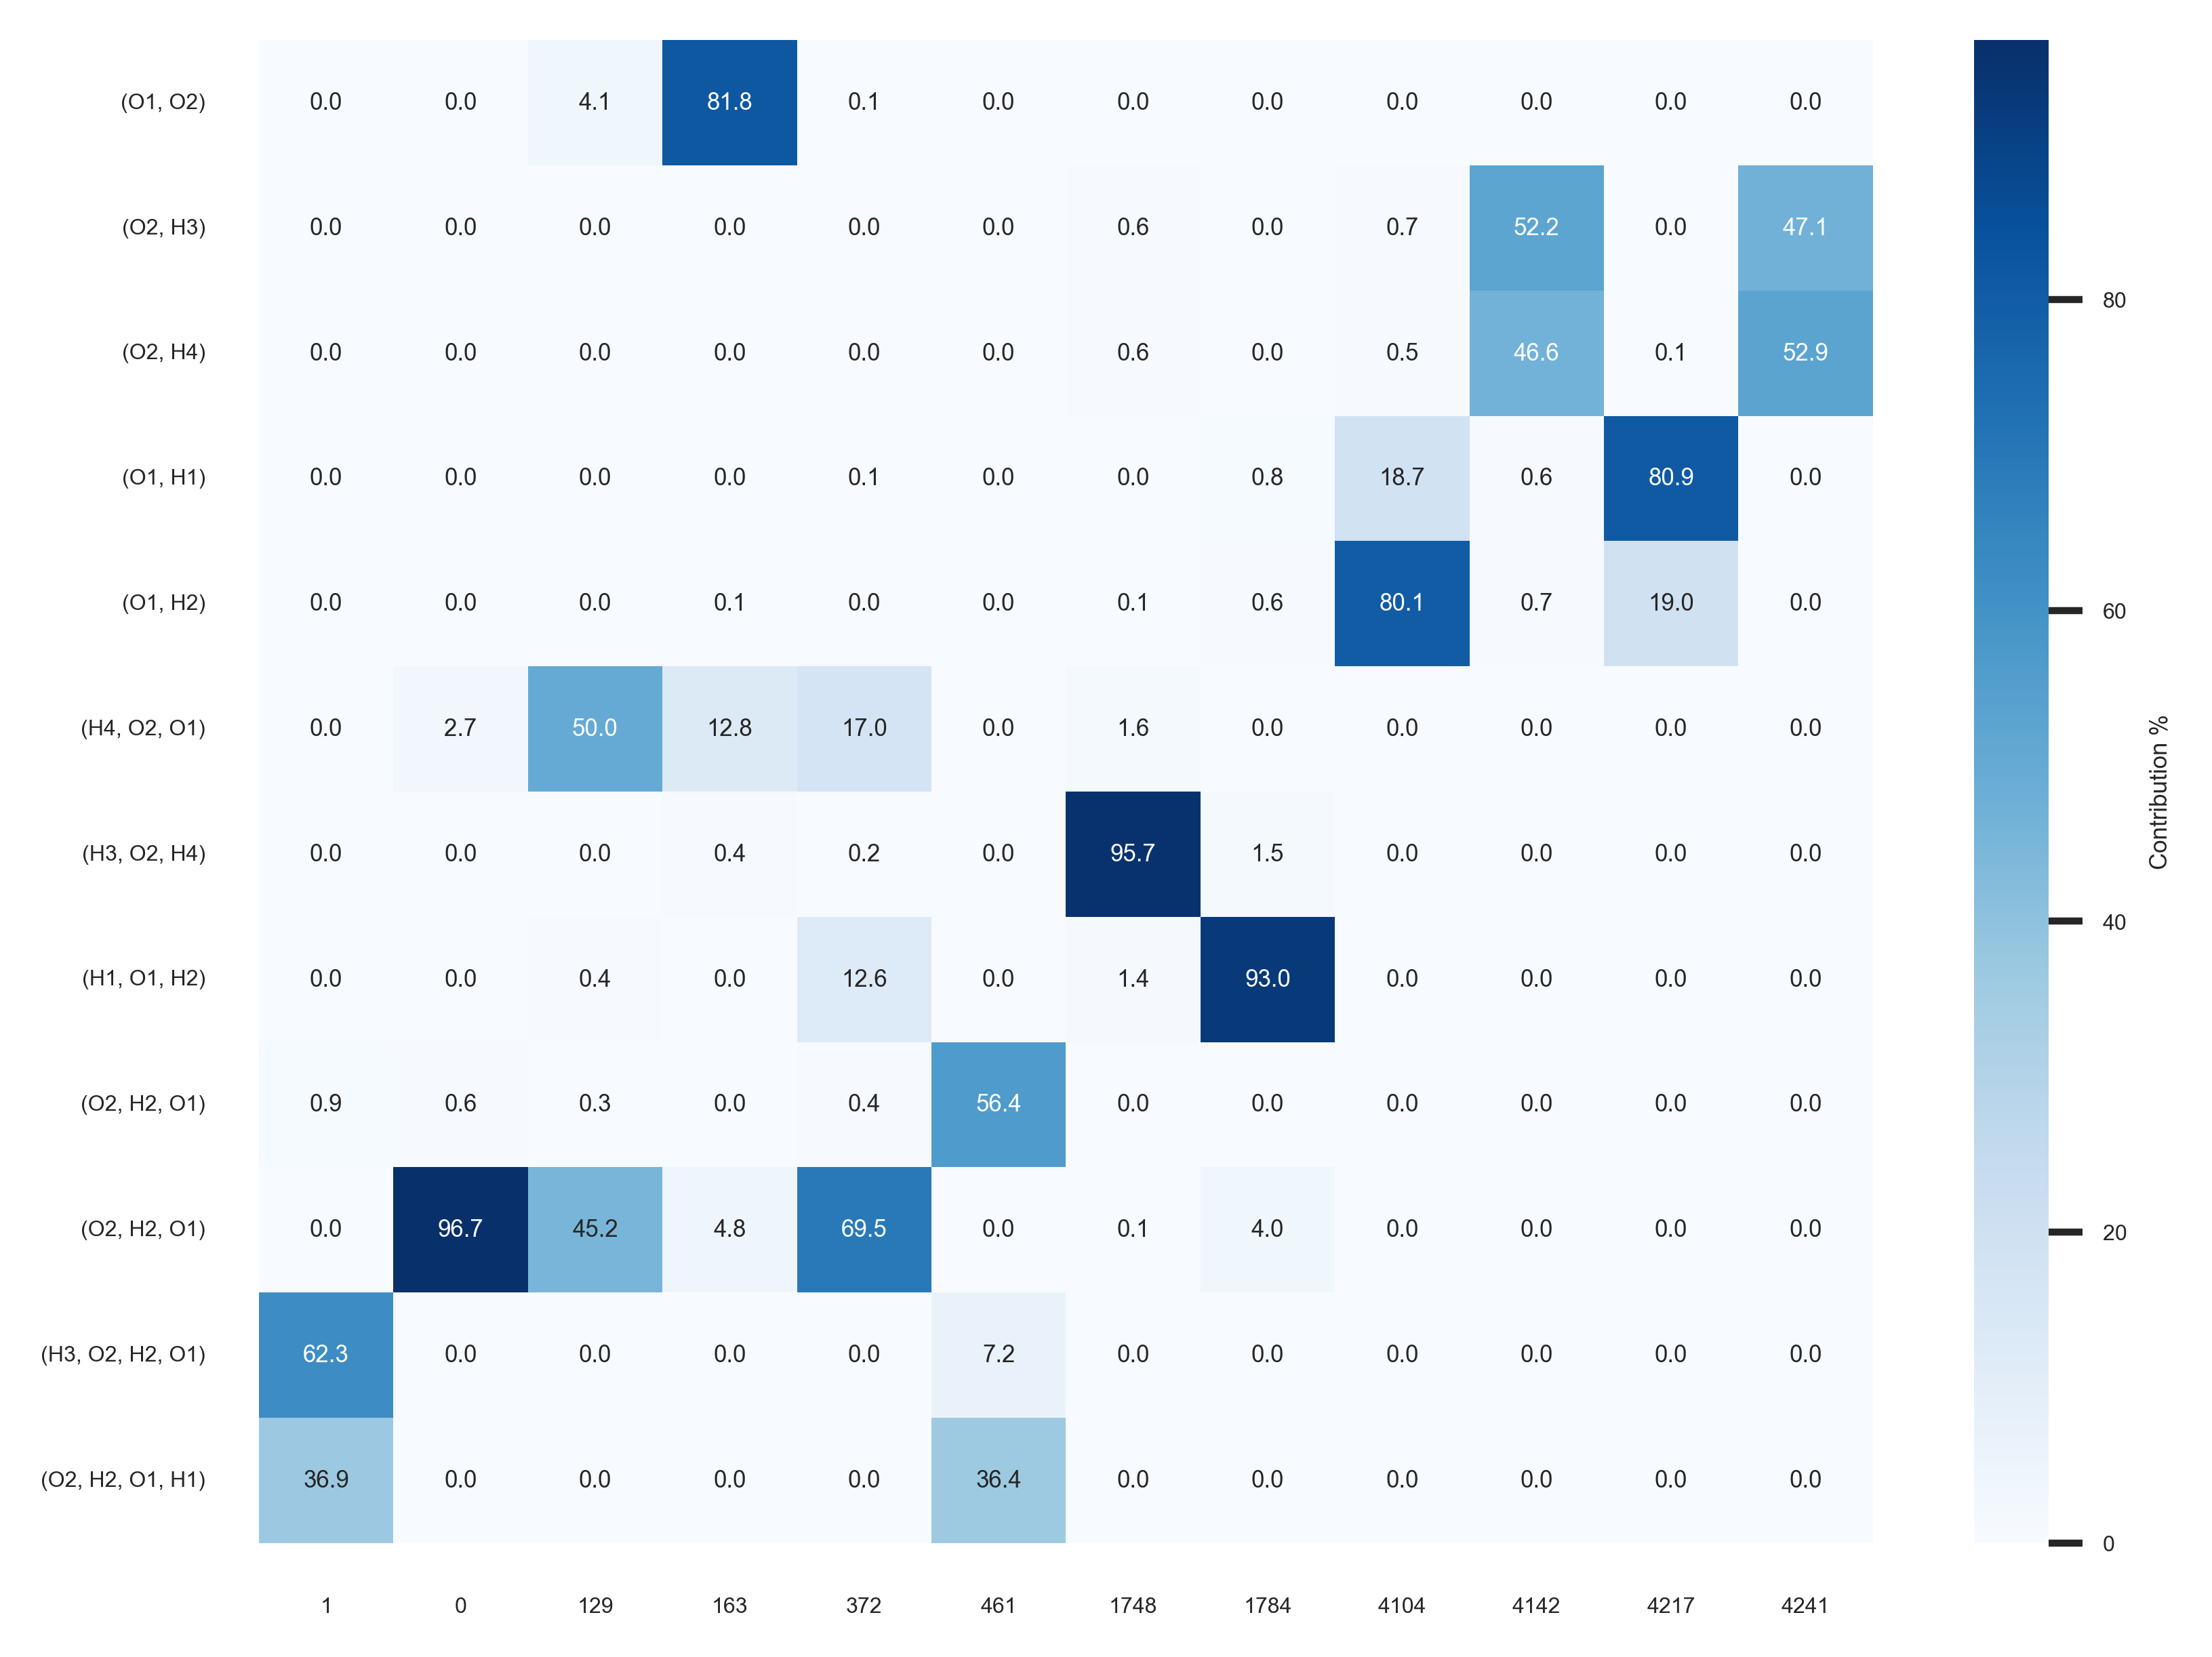 (O1, O2) 0.0 0.0 4.1 81.8 0.1 0.0 0.0 0.0 0.0 0.0 0.0 0.0
(O2, H3) 0.0 0.0 0.0 0.0 0.0 0.0 0.6 0.0 0.7 52.2 0.0 47.1
80
(O2, H4) 0.0 0.0 0.0 0.0 0.0 0.0 0.6 0.0 0.5 46.6 0.1 52.9
(O1, H1) 0.0 0.0 0.0 0.0 0.1 0.0 0.0 0.8 18.7 0.6 80.9 0.0
(O1, H2) 0.0 0.0 0.0 0.1 0.0 0.0 0.1 0.6 80.1 0.7 19.0 0.0
60
(H4, O2, O1) 0.0 2.7 50.0 12.8 17.0 0.0 1.6 0.0 0.0 0.0 0.0 0.0
Contribution %
(H3, O2, H4) 0.0 0.0 0.0 0.4 0.2 0.0 95.7 1.5 0.0 0.0 0.0 0.0
40
(H1, O1, H2) 0.0 0.0 0.4 0.0 12.6 0.0 1.4 93.0 0.0 0.0 0.0 0.0
(O2, H2, O1) 0.9 0.6 0.3 0.0 0.4 56.4 0.0 0.0 0.0 0.0 0.0 0.0
(O2, H2, O1) 0.0 96.7 45.2 4.8 69.5 0.0 0.1 4.0 0.0 0.0 0.0 0.0
20
(H3, O2, H2, O1) 62.3 0.0 0.0 0.0 0.0 7.2 0.0 0.0 0.0 0.0 0.0 0.0
(O2, H2, O1, H1) 36.9 0.0 0.0 0.0 0.0 36.4 0.0 0.0 0.0 0.0 0.0 0.0
0
1 0 129 163 372 461 1748 1784 4104 4142 4217 4241